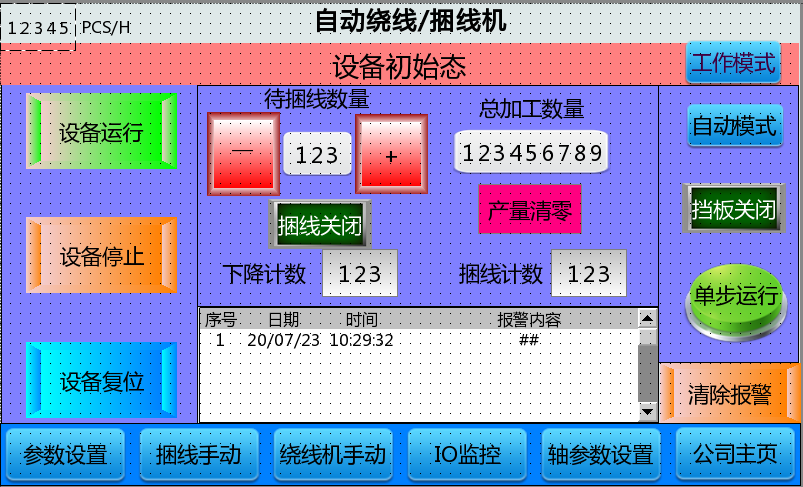 自动绕线/捆线机
12345 PCS/H
设备初始态
工作模式
待捆线数量
总加工数量
自动模式
设备运行
— 123 +
123456789
产量清零
挡板关闭
捆线关闭
设备停止
下降计数 123
捆线计数 123
单步运行
序号 日期 时间 报警内容
1 20/07/23 10:29:32 ##
设备复位
清除报警
参数设置 捆线手动 绕线机手动 IO监控 轴参数设置 公司主页